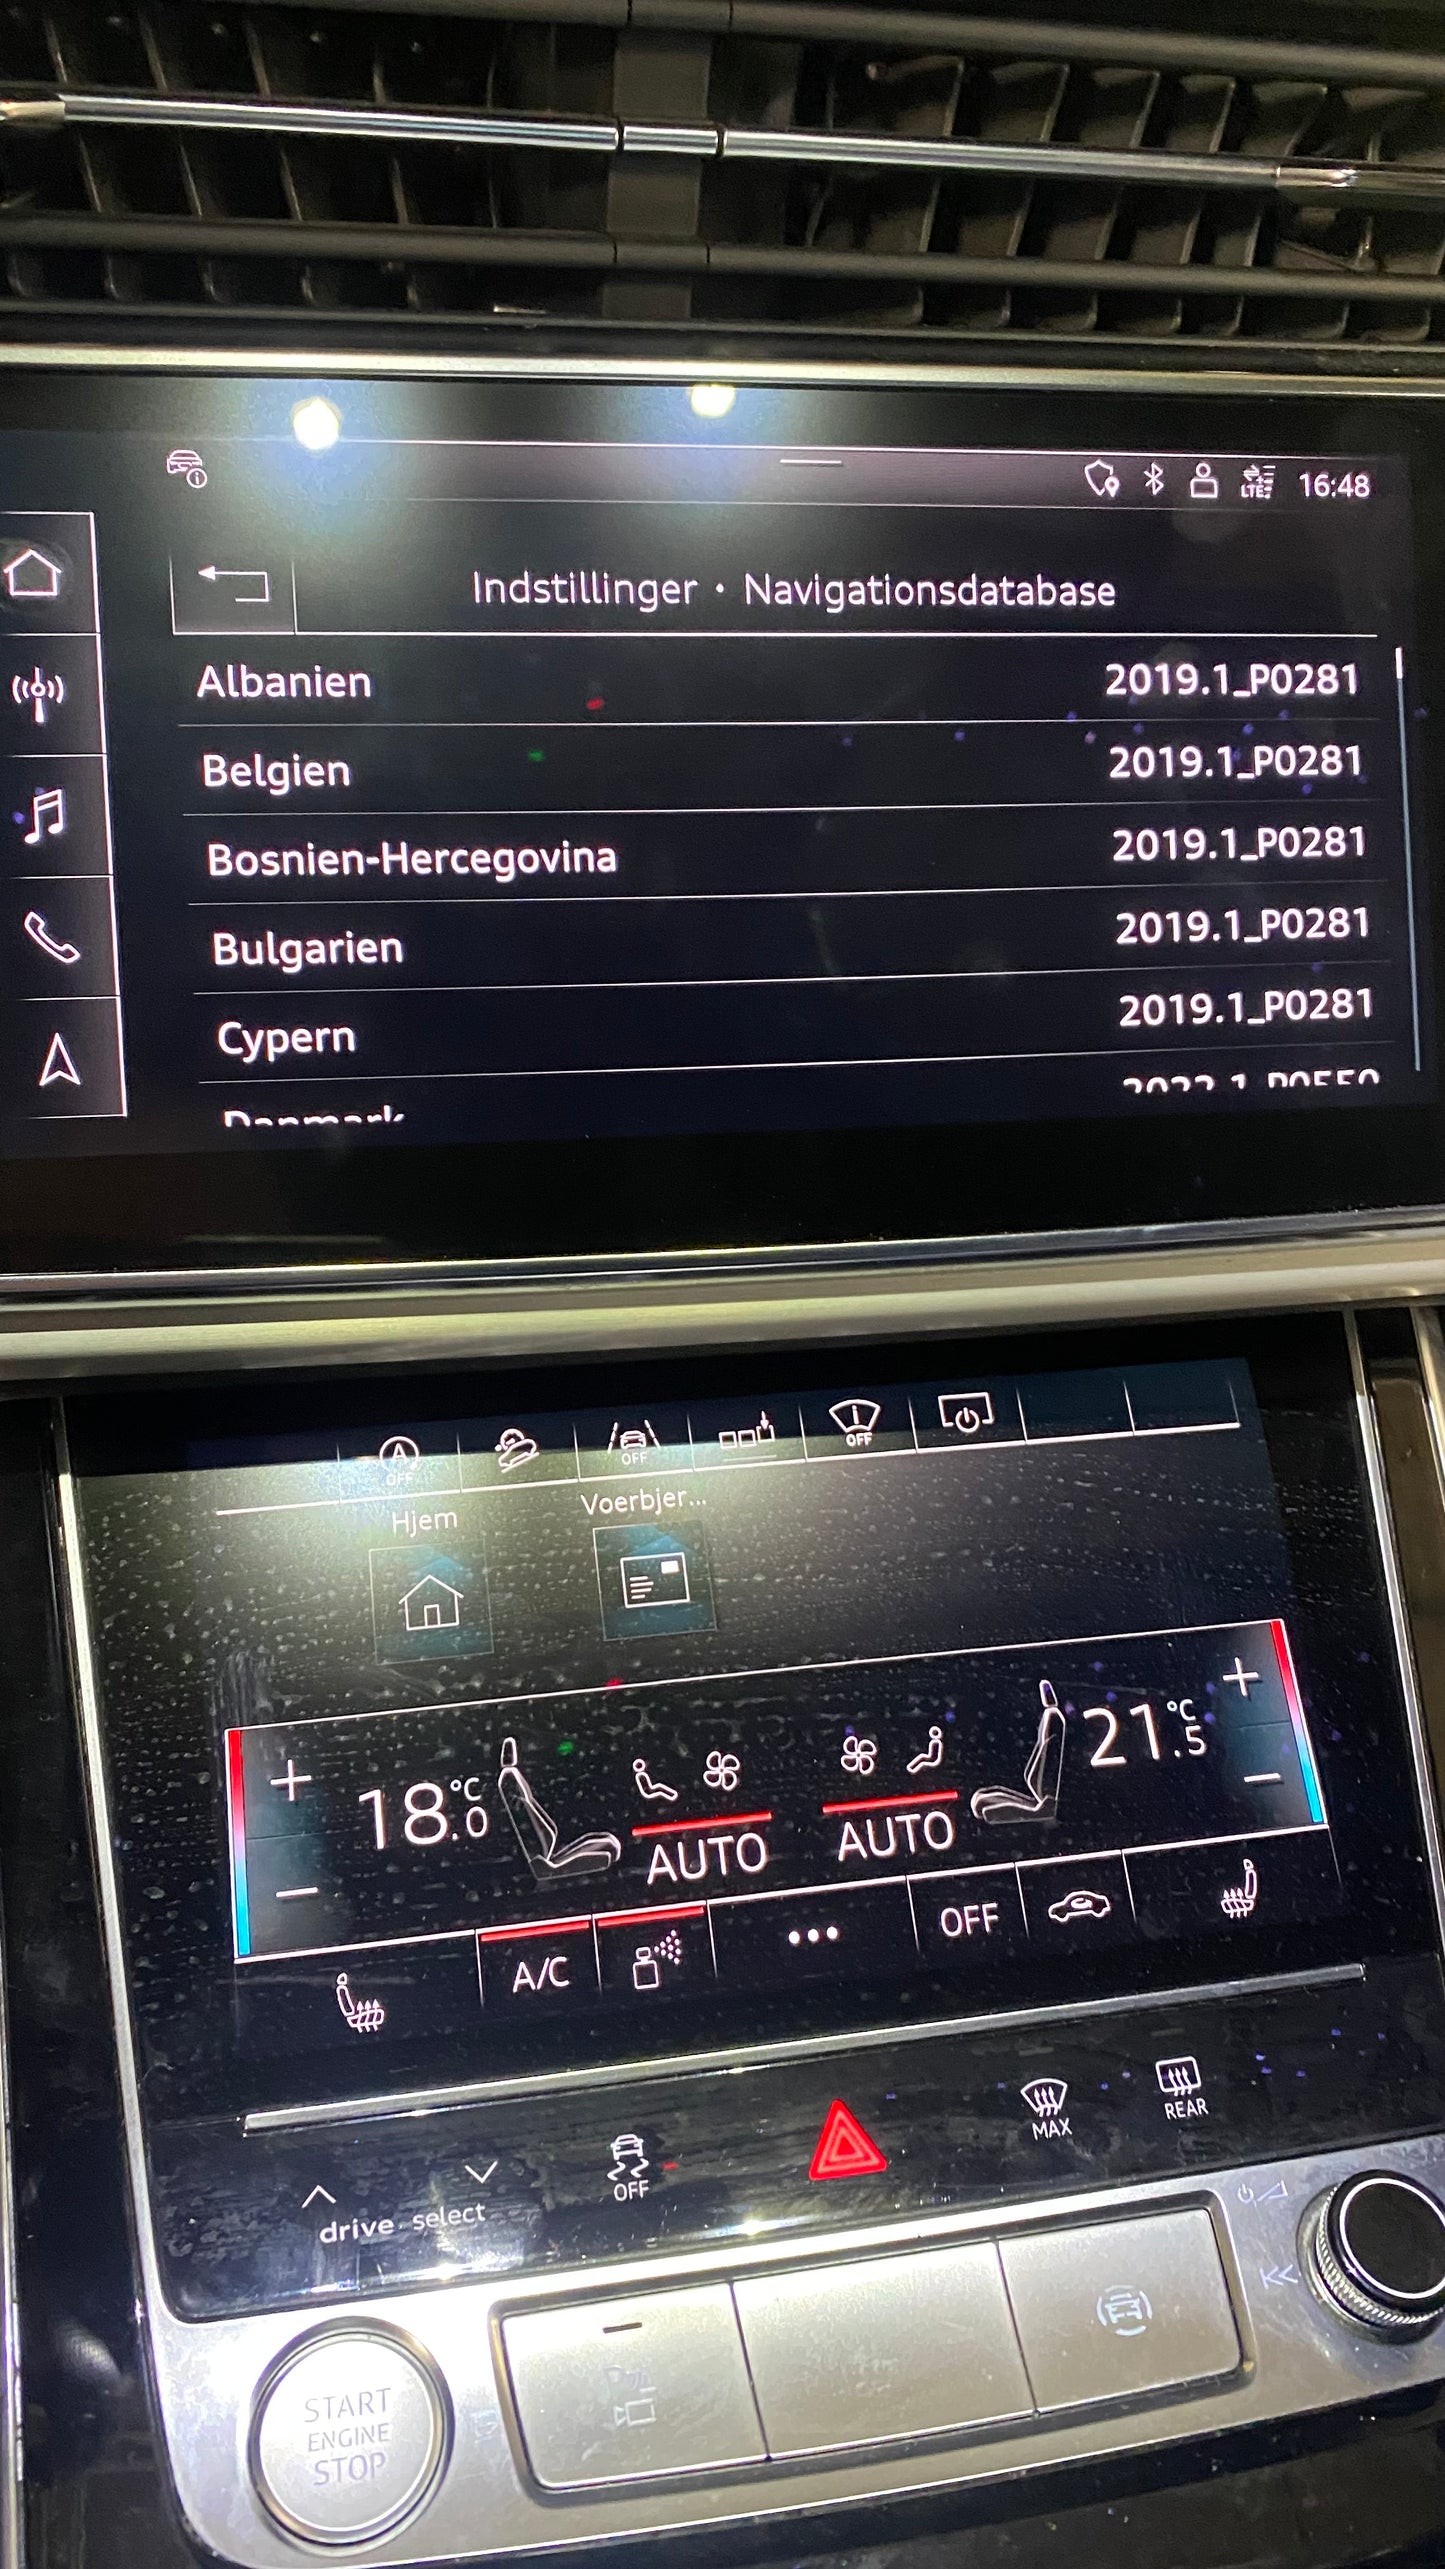 LTE 16:48
Indstillinger • Navigationsdatabase
Albanien 2019.1_P0281
Belgien 2019.1_P0281
Bosnien-Hercegovina 2019.1_P0281
Bulgarien 2019.1_P0281
Cypern 2019.1_P0281
Danmark
A OFF OFF OFF
Hjem Voerbjer...
18.0 °C 21.5 °C
AUTO AUTO
A/C ••• OFF
MAX REAR
OFF
drive select
START
ENGINE
STOP